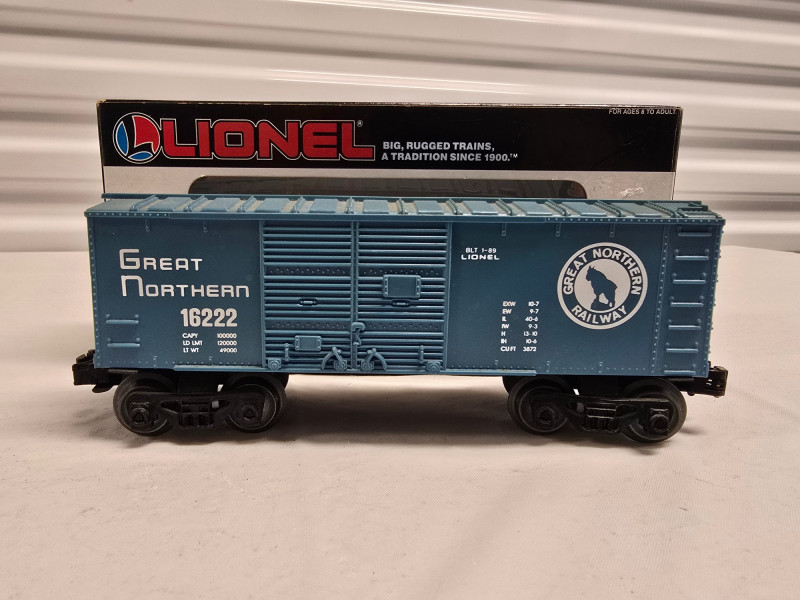 FOR AGES 8 TO ADULT
LIONEL®
BIG, RUGGED TRAINS,
A TRADITION SINCE 1900.™
GREAT
NORTHERN
16222
CAPY 100000
LD LMT 120000
LT WT 49000
BLT 1-89
LIONEL
EXW 10-7
EW 9-7
IL 40-6
IW 9-3
H 13-10
IH 10-6
CU·FT 3872
GREAT NORTHERN
RAILWAY